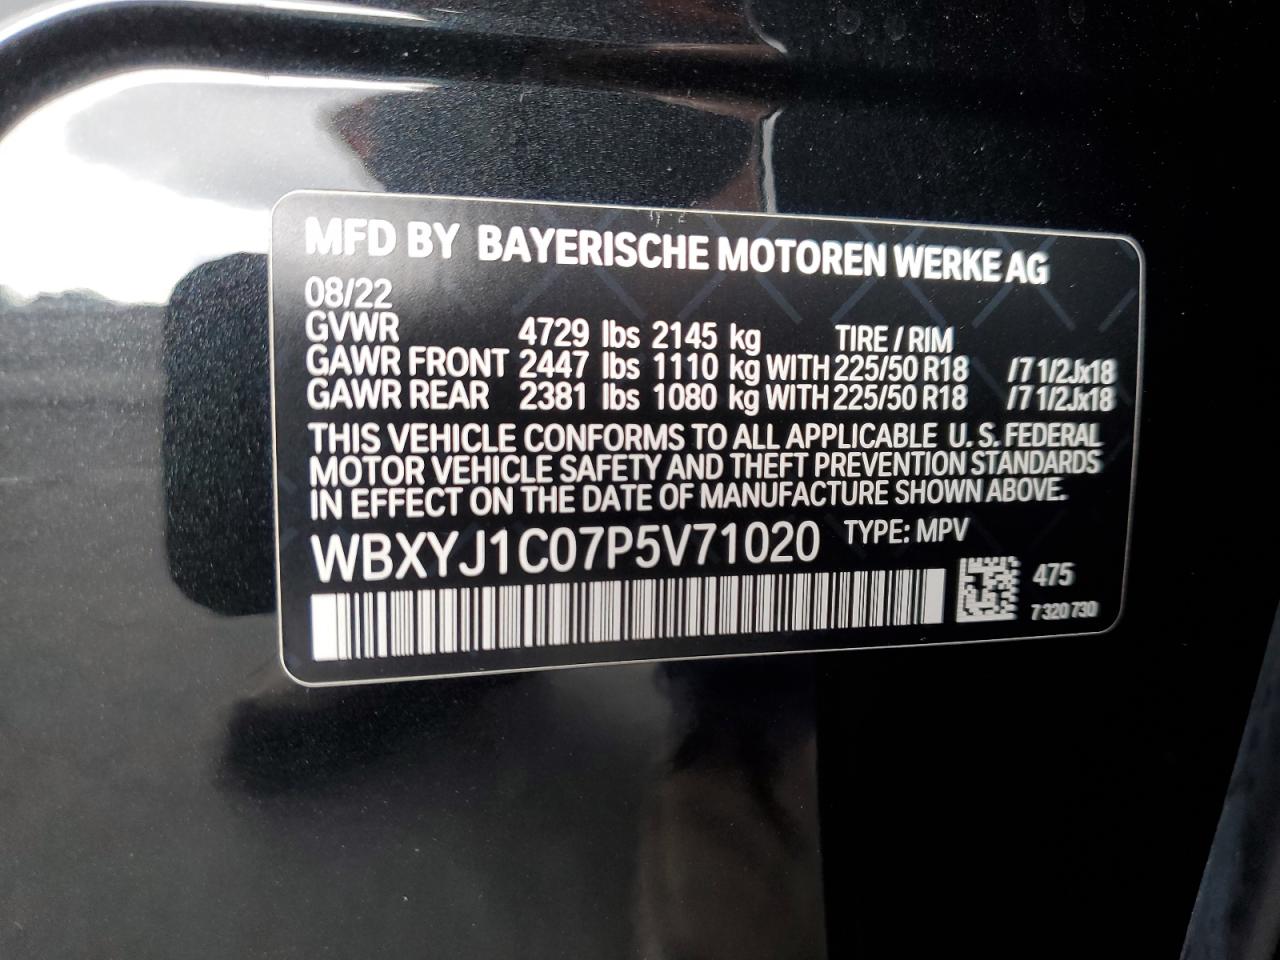 MFD BY BAYERISCHE MOTOREN WERKE AG
08/22
GVWR 4729 lbs 2145 kg TIRE / RIM
GAWR FRONT 2447 lbs 1110 kg WITH 225/50 R18 /7 1/2Jx18
GAWR REAR 2381 lbs 1080 kg WITH 225/50 R18 /7 1/2Jx18
THIS VEHICLE CONFORMS TO ALL APPLICABLE U.S. FEDERAL
MOTOR VEHICLE SAFETY AND THEFT PREVENTION STANDARDS
IN EFFECT ON THE DATE OF MANUFACTURE SHOWN ABOVE.
WBXYJ1C07P5V71020 TYPE: MPV
475
7 320 730